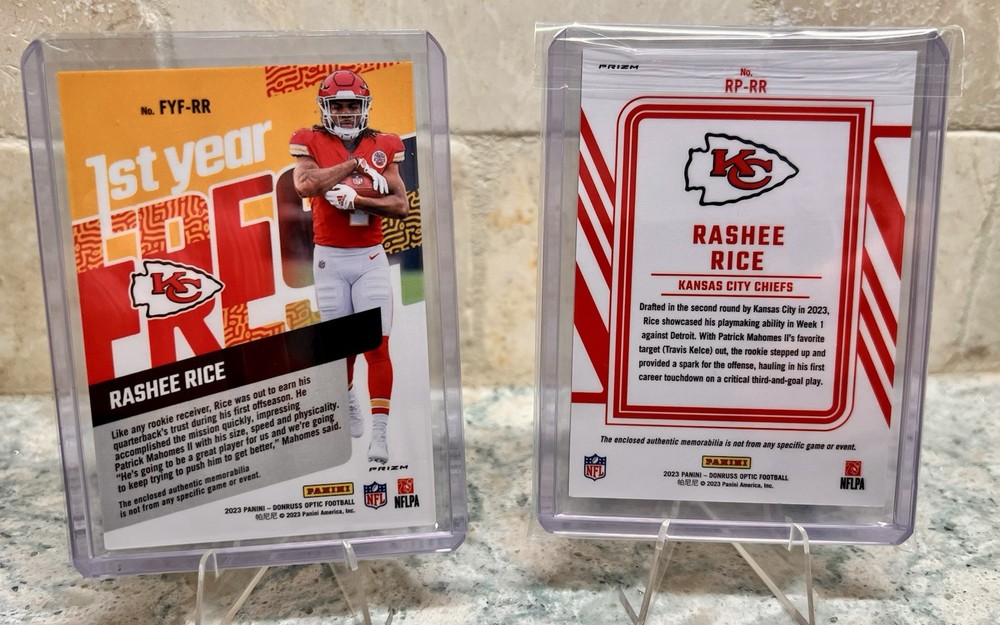 No. FYF-RR
1st year
FRESH
KC
RASHEE RICE
Like any rookie receiver, Rice was out to earn his
quarterback's trust during his first offseason. He
accomplished the mission quickly, impressing
Patrick Mahomes II with his size, speed and physicality.
"He's going to be a great player for us and we're going
to keep trying to push him to get better," Mahomes said.
The enclosed authentic memorabilia
is not from any specific game or event.
PRIZM
PANINI
NFL
NFLPA
2023 PANINI – DONRUSS OPTIC FOOTBALL
帕尼尼 © 2023 Panini America, Inc.
PRIZM
No.
RP-RR
KC
RASHEE
RICE
KANSAS CITY CHIEFS
Drafted in the second round by Kansas City in 2023,
Rice showcased his playmaking ability in Week 1
against Detroit. With Patrick Mahomes II's favorite
target (Travis Kelce) out, the rookie stepped up and
provided a spark for the offense, hauling in his first
career touchdown on a critical third-and-goal play.
The enclosed authentic memorabilia is not from any specific game or event.
NFL
PANINI
NFLPA
2023 PANINI – DONRUSS OPTIC FOOTBALL
帕尼尼 © 2023 Panini America, Inc.